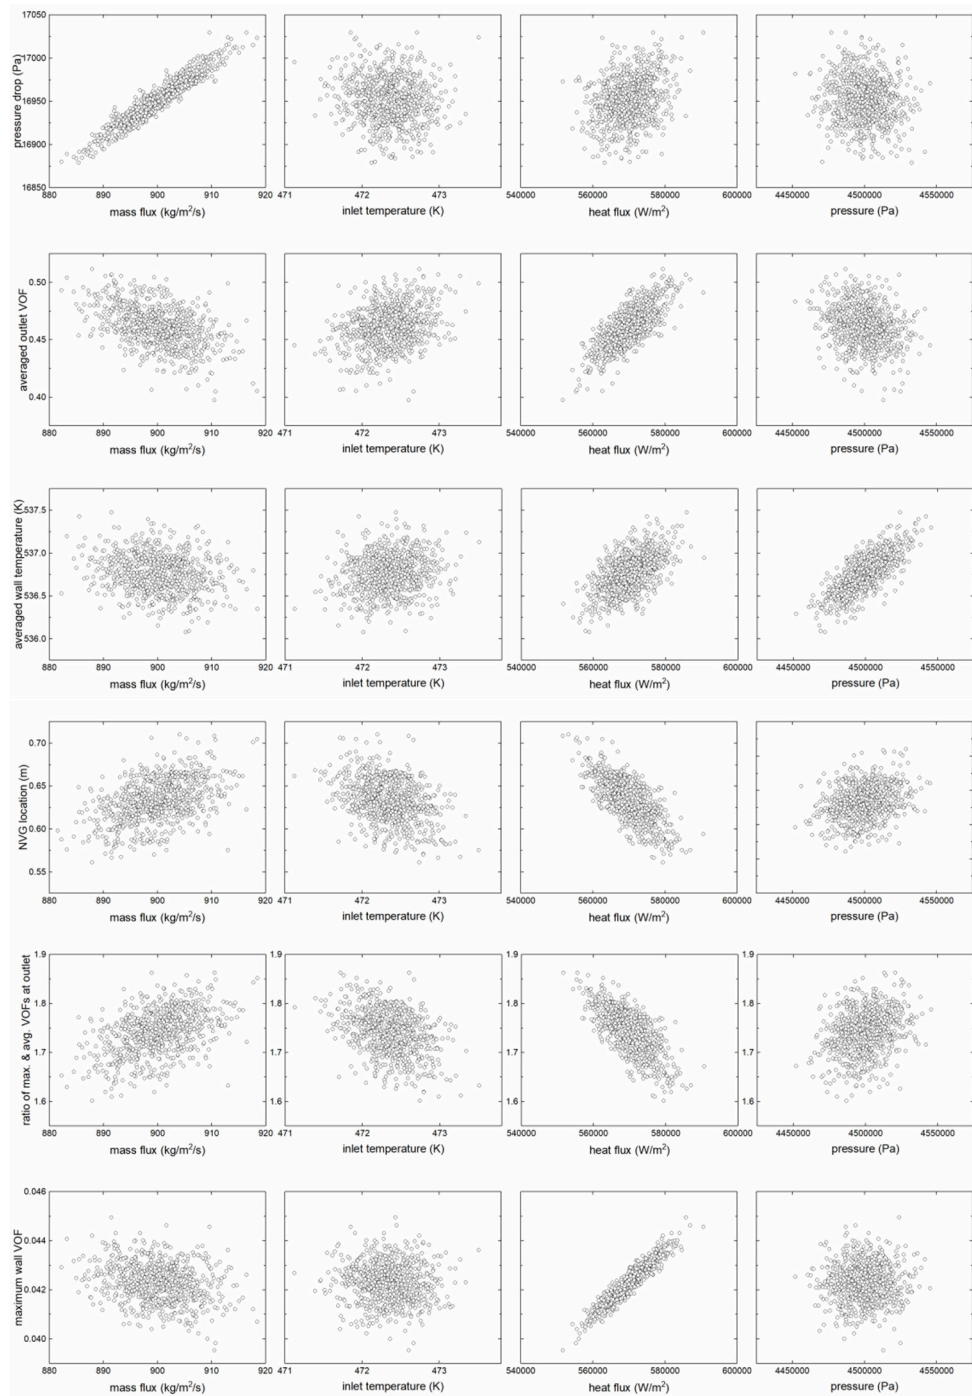 17050
17000
16950
16900
16850
pressure drop (Pa)
880 890 900 910 920
471 472 473
540000 560000 580000 600000
4450000 4500000 4550000
mass flux (kg/m²/s)
inlet temperature (K)
heat flux (W/m²)
pressure (Pa)
0.50
0.45
0.40
averaged outlet VOF
880 890 900 910 920
471 472 473
540000 560000 580000 600000
4450000 4500000 4550000
mass flux (kg/m²/s)
inlet temperature (K)
heat flux (W/m²)
pressure (Pa)
537.5
537.0
536.5
536.0
averaged wall temperature (K)
880 890 900 910 920
471 472 473
540000 560000 580000 600000
4450000 4500000 4550000
mass flux (kg/m²/s)
inlet temperature (K)
heat flux (W/m²)
pressure (Pa)
0.70
0.65
0.60
0.55
NVG location (m)
880 890 900 910 920
471 472 473
540000 560000 580000 600000
4450000 4500000 4550000
mass flux (kg/m²/s)
inlet temperature (K)
heat flux (W/m²)
pressure (Pa)
1.9 1.9 1.9 1.9
1.8 1.8 1.8 1.8
1.7 1.7 1.7 1.7
1.6 1.6 1.6 1.6
ratio of max. & avg. VOFs at outlet
880 890 900 910 920
471 472 473
540000 560000 580000 600000
4450000 4500000 4550000
mass flux (kg/m²/s)
inlet temperature (K)
heat flux (W/m²)
pressure (Pa)
0.046
0.044
0.042
0.040
maximum wall VOF
880 890 900 910 920
471 472 473
540000 560000 580000 600000
4450000 4500000 4550000
mass flux (kg/m²/s)
inlet temperature (K)
heat flux (W/m²)
pressure (Pa)